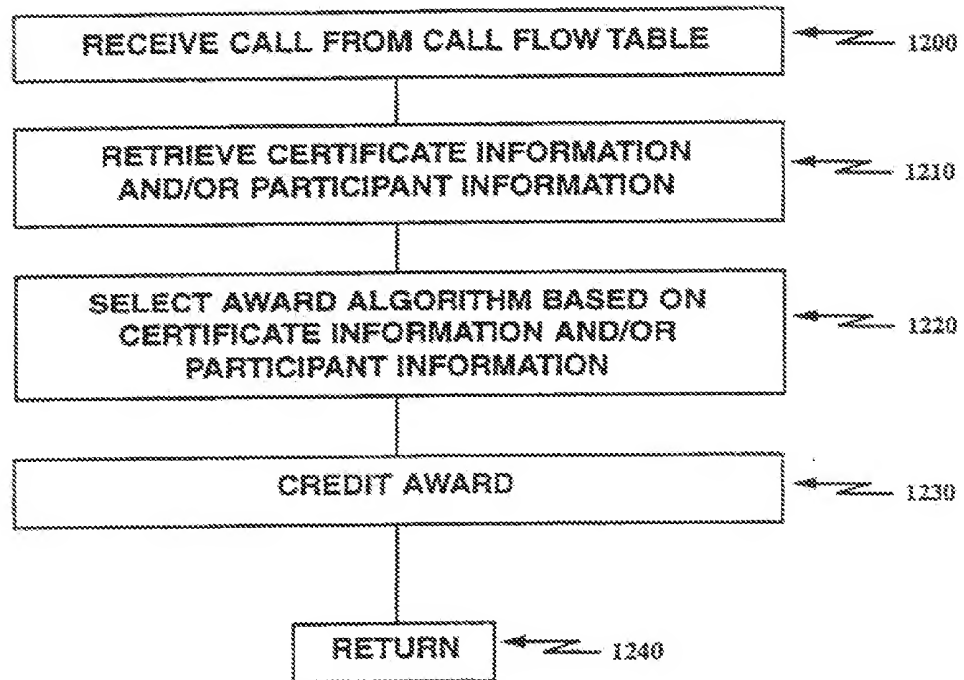 RECEIVE CALL FROM CALL FLOW TABLE
1200
RETRIEVE CERTIFICATE INFORMATION
AND/OR PARTICIPANT INFORMATION
1210
SELECT AWARD ALGORITHM BASED ON
CERTIFICATE INFORMATION AND/OR
PARTICIPANT INFORMATION
1220
CREDIT AWARD
1230
RETURN
1240